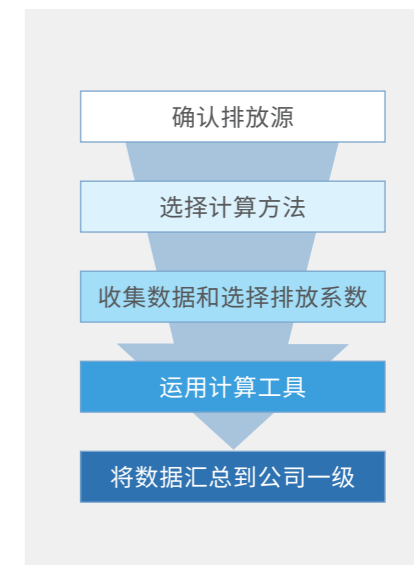 确认排放源
选择计算方法
收集数据和选择排放系数
运用计算工具
将数据汇总到公司一级